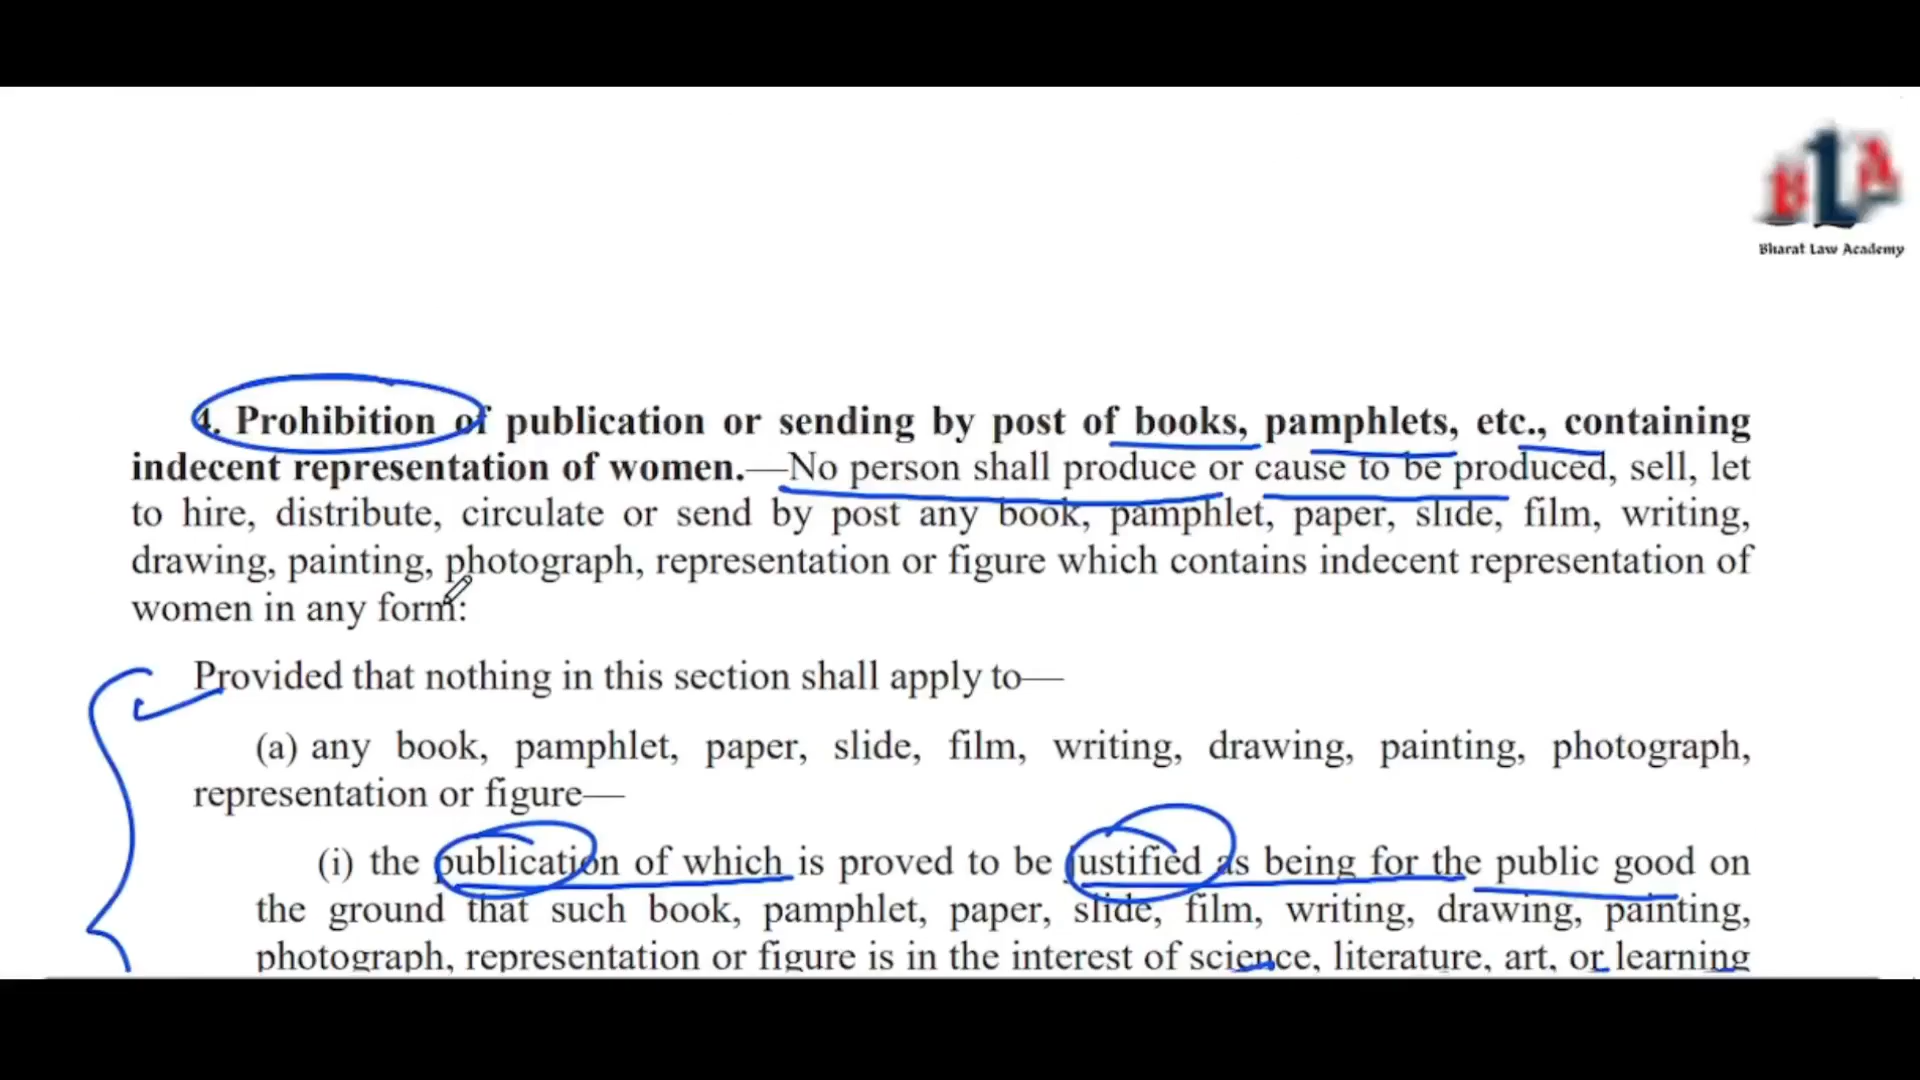 BLA
Bharat Law Academy
4. Prohibition of publication or sending by post of books, pamphlets, etc., containing
indecent representation of women.—No person shall produce or cause to be produced, sell, let
to hire, distribute, circulate or send by post any book, pamphlet, paper, slide, film, writing,
drawing, painting, photograph, representation or figure which contains indecent representation of
women in any form:
Provided that nothing in this section shall apply to—
(a) any book, pamphlet, paper, slide, film, writing, drawing, painting, photograph,
representation or figure—
(i) the publication of which is proved to be justified as being for the public good on
the ground that such book, pamphlet, paper, slide, film, writing, drawing, painting,
photograph, representation or figure is in the interest of science, literature, art, or learning